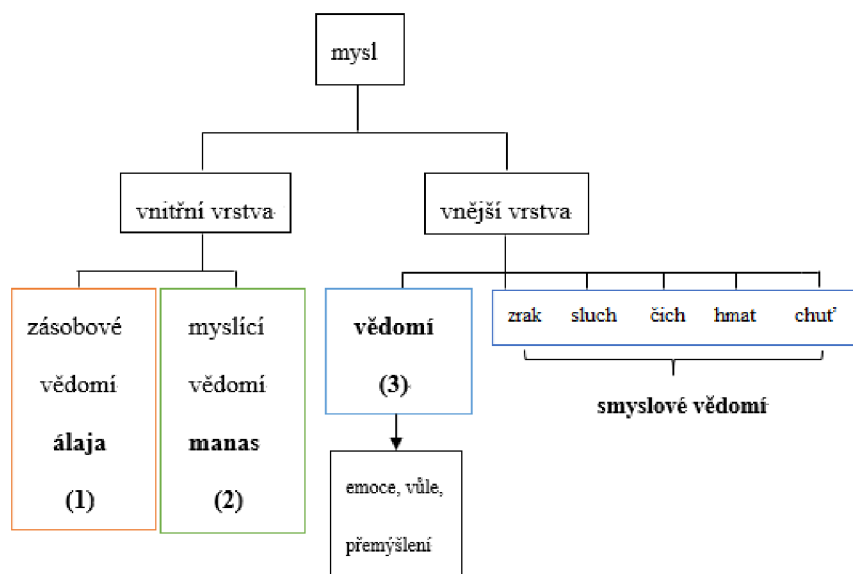 mysl
vnitřní vrstva
vnější vrstva
zásobové
vědomí
álaja
(1)
myslící
vědomí
manas
(2)
vědomí
(3)
zrak sluch čich hmat chuť
smyslové vědomí
emoce, vůle,
přemýšlení